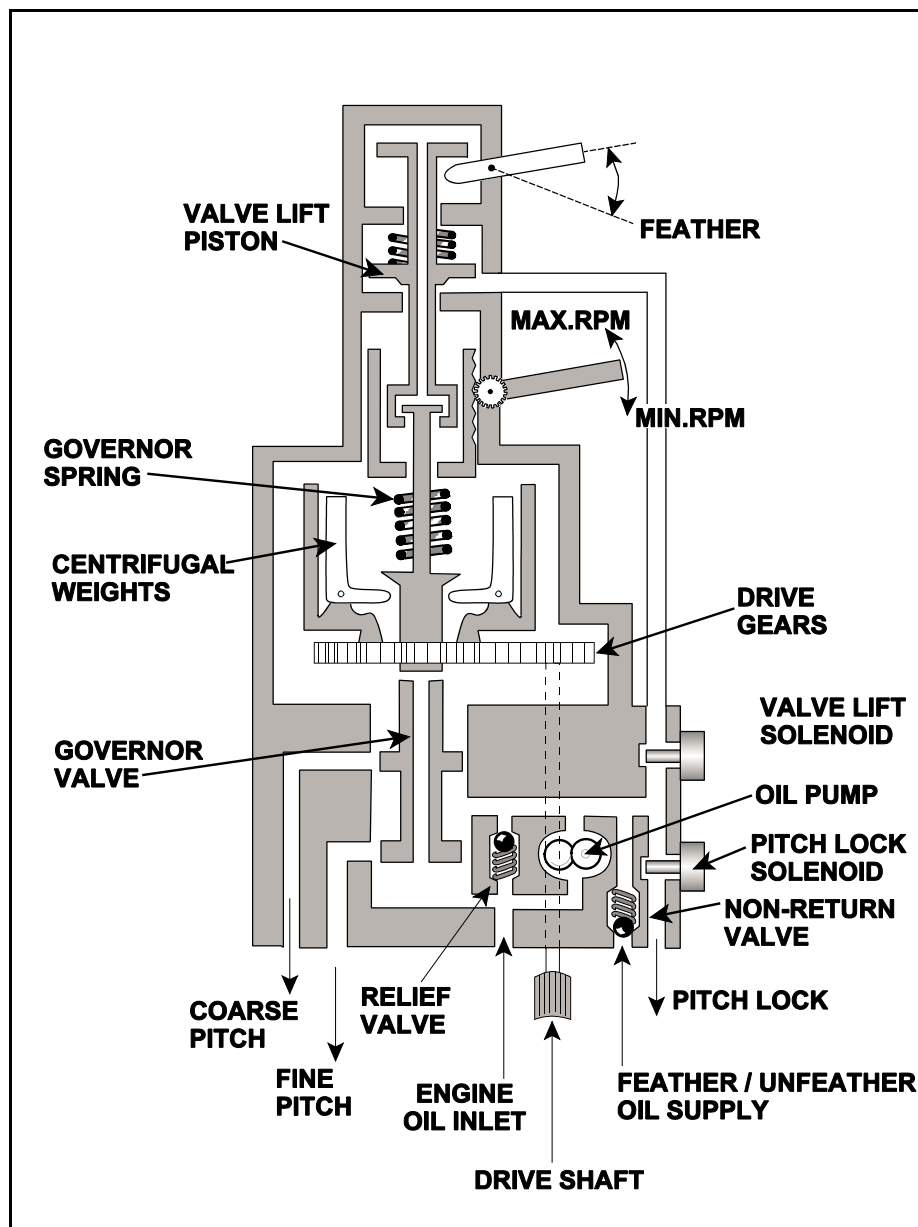 VALVE LIFT
PISTON
FEATHER
MAX.RPM
MIN.RPM
GOVERNOR
SPRING
CENTRIFUGAL
WEIGHTS
DRIVE
GEARS
VALVE LIFT
SOLENOID
GOVERNOR
VALVE
OIL PUMP
PITCH LOCK
SOLENOID
NON-RETURN
VALVE
RELIEF
VALVE
PITCH LOCK
COARSE
PITCH
FINE
PITCH
ENGINE
OIL INLET
FEATHER / UNFEATHER
OIL SUPPLY
DRIVE SHAFT